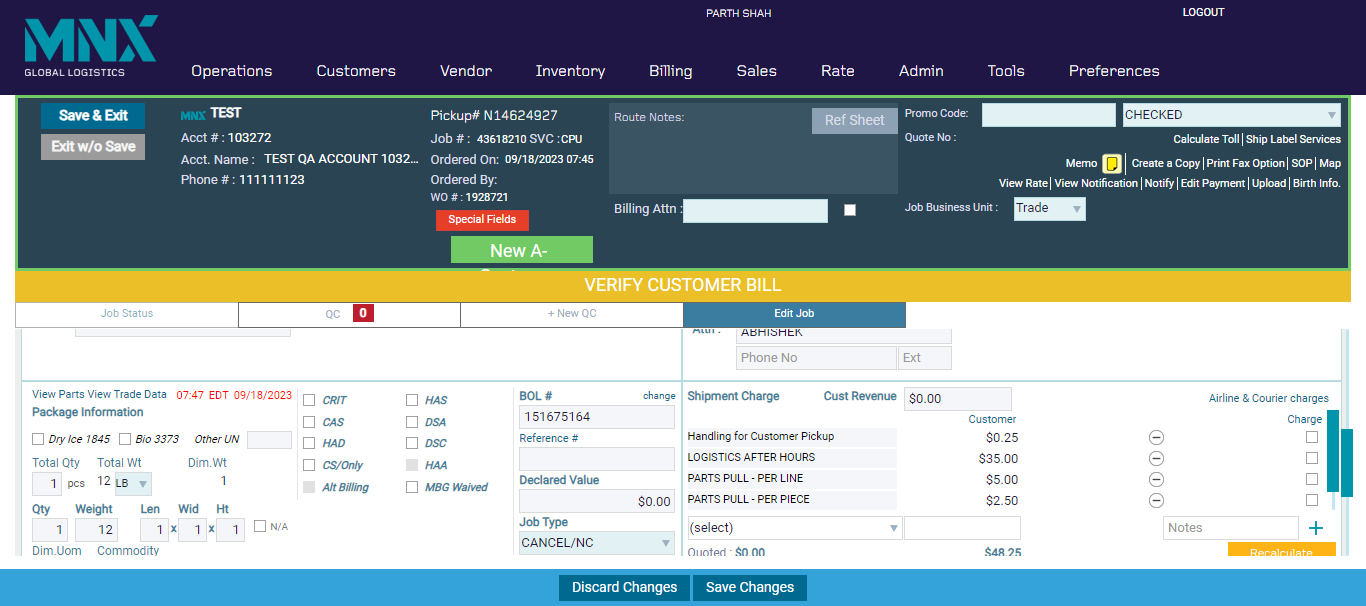 PARTH SHAH
LOGOUT
MNX
GLOBAL LOGISTICS
Operations
Customers
Vendor
Inventory
Billing
Sales
Rate
Admin
Tools
Preferences
Save & Exit
Exit w/o Save
MNX TEST
Acct # : 103272
Acct. Name : TEST QA ACCOUNT 1032...
Phone # : 111111123
Pickup# N14624927
Job # : 43618210 SVC :CPU
Ordered On: 09/18/2023 07:45
Ordered By:
WO # : 1928721
Special Fields
New A-
Route Notes:
Ref Sheet
Billing Attn :
Promo Code:
CHECKED
Quote No :
Calculate Toll| Ship Label Services
Memo
Create a Copy| Print Fax Option| SOP| Map
View Rate| View Notification| Notify| Edit Payment| Upload| Birth Info.
Job Business Unit :
Trade
VERIFY CUSTOMER BILL
Job Status
QC 0
+ New QC
Edit Job
Attn :
ABHISHEK
Phone No
Ext
View Parts View Trade Data 07:47 EDT 09/18/2023
Package Information
Dry Ice 1845
Bio 3373
Other UN
Total Qty
Total Wt
Dim.Wt
1 pcs
12 LB
1
Qty
Weight
Len
Wid
Ht
1
12
1 x 1 x 1
N/A
Dim.Uom
Commodity
CRIT
HAS
CAS
DSA
HAD
DSC
CS/Only
HAA
Alt Billing
MBG Waived
BOL #
change
151675164
Reference #
Declared Value
$0.00
Job Type
CANCEL/NC
Shipment Charge
Cust Revenue
$0.00
Airline & Courier charges
Customer
Charge
Handling for Customer Pickup
$0.25
LOGISTICS AFTER HOURS
$35.00
PARTS PULL - PER LINE
$5.00
PARTS PULL - PER PIECE
$2.50
(select)
Notes
+
Quoted : $0.00
$48.25
Recalculate
Discard Changes
Save Changes